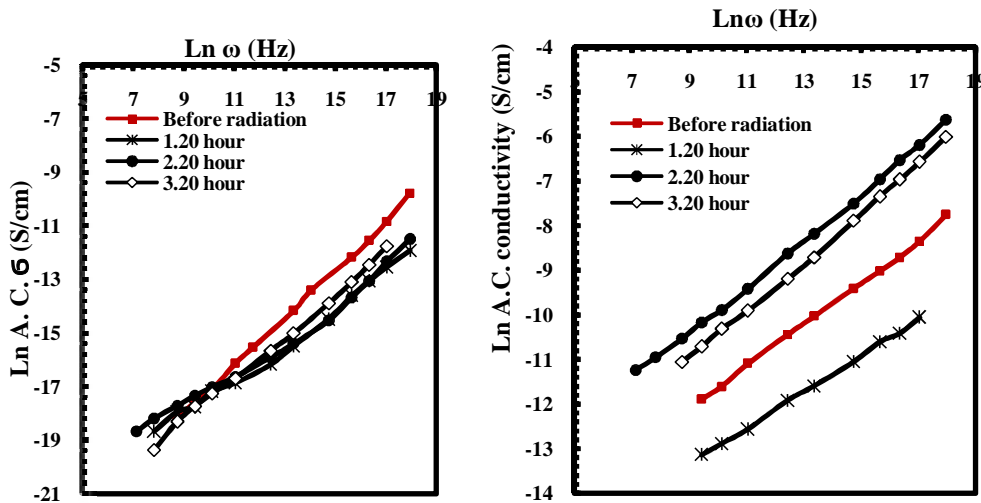 Ln ω (Hz)
-5
5 7 9 11 13 15 17 19
-7
Before radiation
1.20 hour
2.20 hour
3.20 hour
-9
-11
-13
-15
-17
-19
-21
Ln A. C. б (S/cm)
Lnω (Hz)
-4
5 7 9 11 13 15 17 19
-5
Before radiation
1.20 hour
2.20 hour
3.20 hour
-6
-7
-8
-9
-10
-11
-12
-13
-14
Ln A.C. conductivity (S/cm)